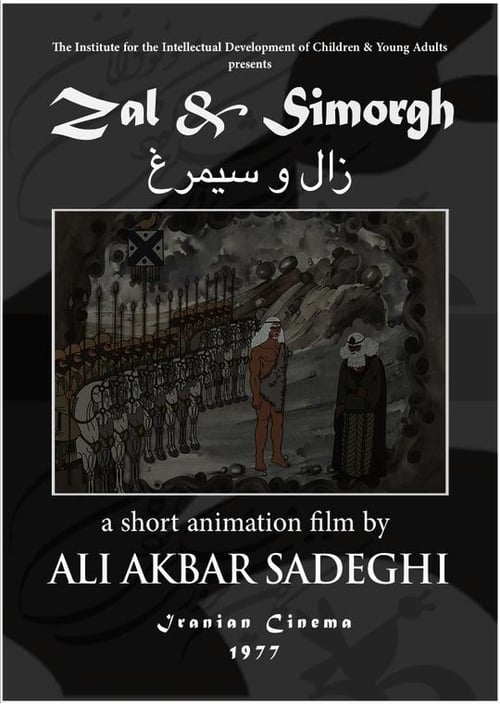 The Institute for the Intellectual Development of Children & Young Adults
presents
Zal & Simorgh
زال و سیمرغ
a short animation film by
ALI AKBAR SADEGHI
Iranian Cinema
1977